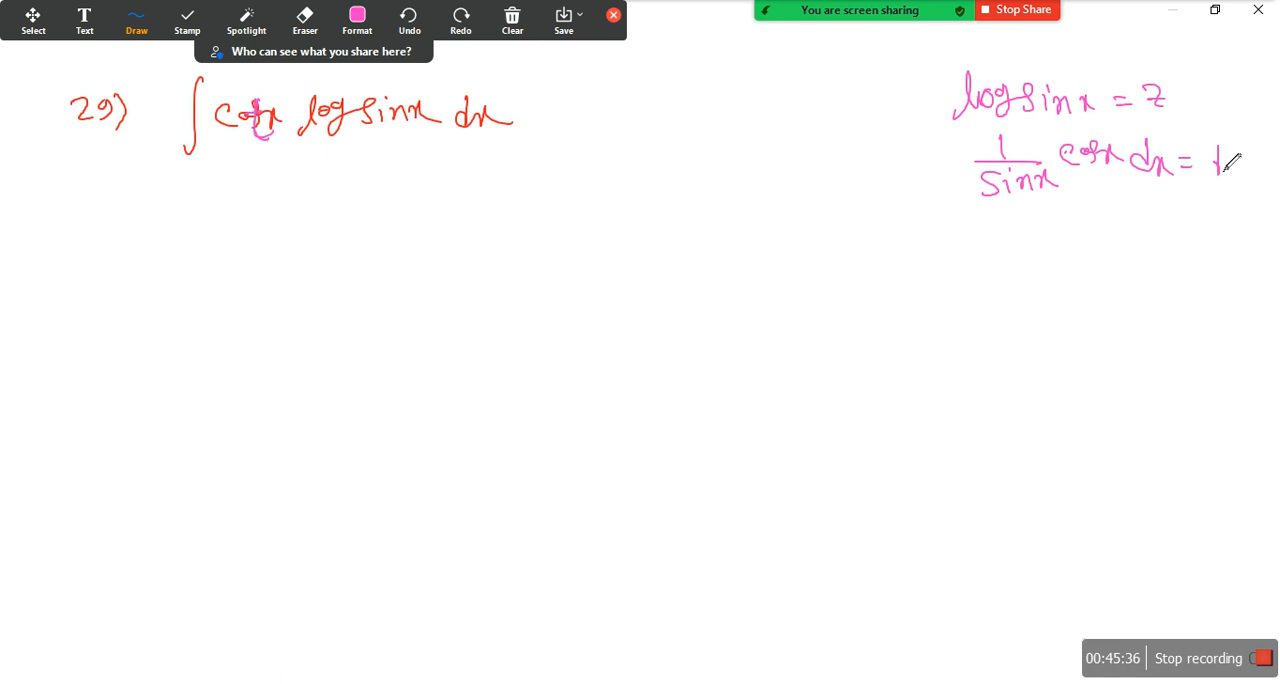 Select Text Draw Stamp Spotlight Eraser Format Undo Redo Clear Save
You are screen sharing Stop Share
Who can see what you share here?
29) ∫ cotx log sinx dx
log sinx = z
1/sinx cosx dx =
00:45:36 Stop recording